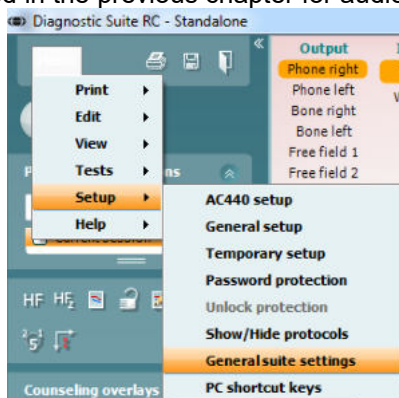 d in the previous chapter for audio
Diagnostic Suite RC - Standalone
Output
Phone right
Phone left
Bone right
Bone left
Free field 1
Free field 2
Print
Edit
View
Tests
Setup
Help
AC440 setup
General setup
Temporary setup
Password protection
Unlock protection
Show/Hide protocols
General suite settings
PC shortcut keys
HF HFz
Counseling overlays